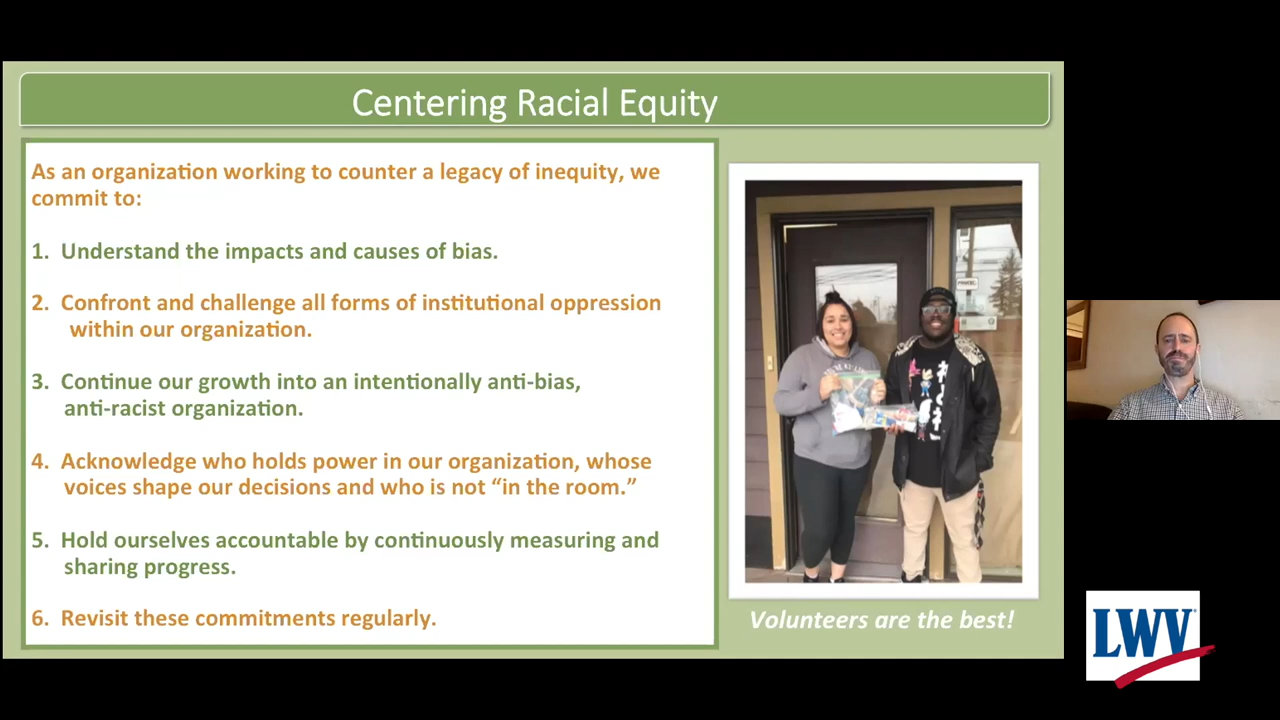 Centering Racial Equity
As an organization working to counter a legacy of inequity, we
commit to:
1. Understand the impacts and causes of bias.
2. Confront and challenge all forms of institutional oppression
within our organization.
3. Continue our growth into an intentionally anti-bias,
anti-racist organization.
4. Acknowledge who holds power in our organization, whose
voices shape our decisions and who is not “in the room.”
5. Hold ourselves accountable by continuously measuring and
sharing progress.
6. Revisit these commitments regularly.
Volunteers are the best!
LWV